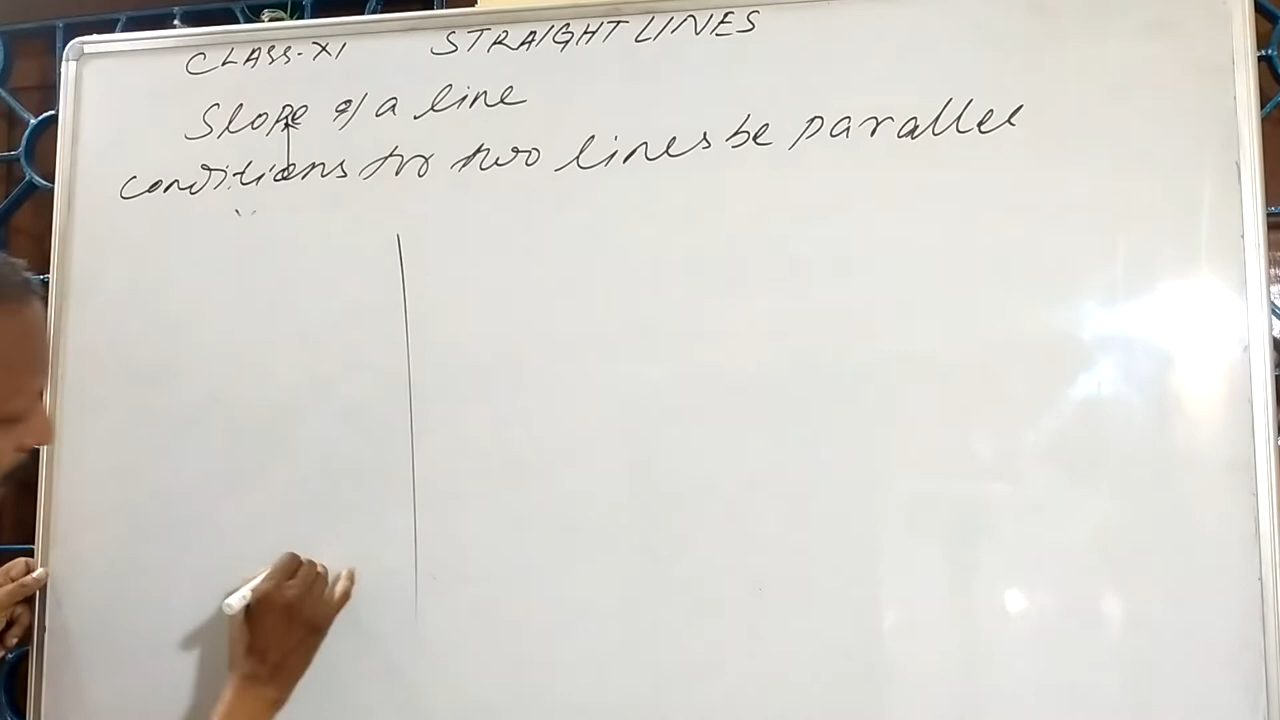 CLASS-XI STRAIGHT LINES
Slope of a line
conditions for two lines be parallel